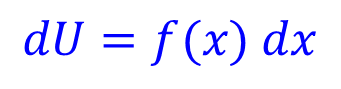 dU = f(x) dx